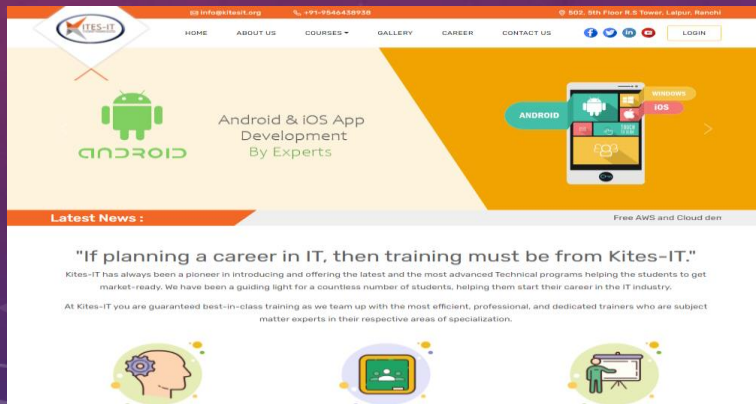 info@kitesit.org +91-9546438938 502, 5th Floor R.S Tower, Lalpur, Ranchi
KITES-IT
HOME ABOUT US COURSES GALLERY CAREER CONTACT US LOGIN
android
Android & iOS App
Development
By Experts
ANDROID
WINDOWS
iOS
Latest News :
Free AWS and Cloud den
"If planning a career in IT, then training must be from Kites-IT."
Kites-IT has always been a pioneer in introducing and offering the latest and the most advanced Technical programs helping the students to get
market-ready. We have been a guiding light for a countless number of students, helping them start their career in the IT industry.
At Kites-IT you are guaranteed best-in-class training as we team up with the most efficient, professional, and dedicated trainers who are subject
matter experts in their respective areas of specialization.